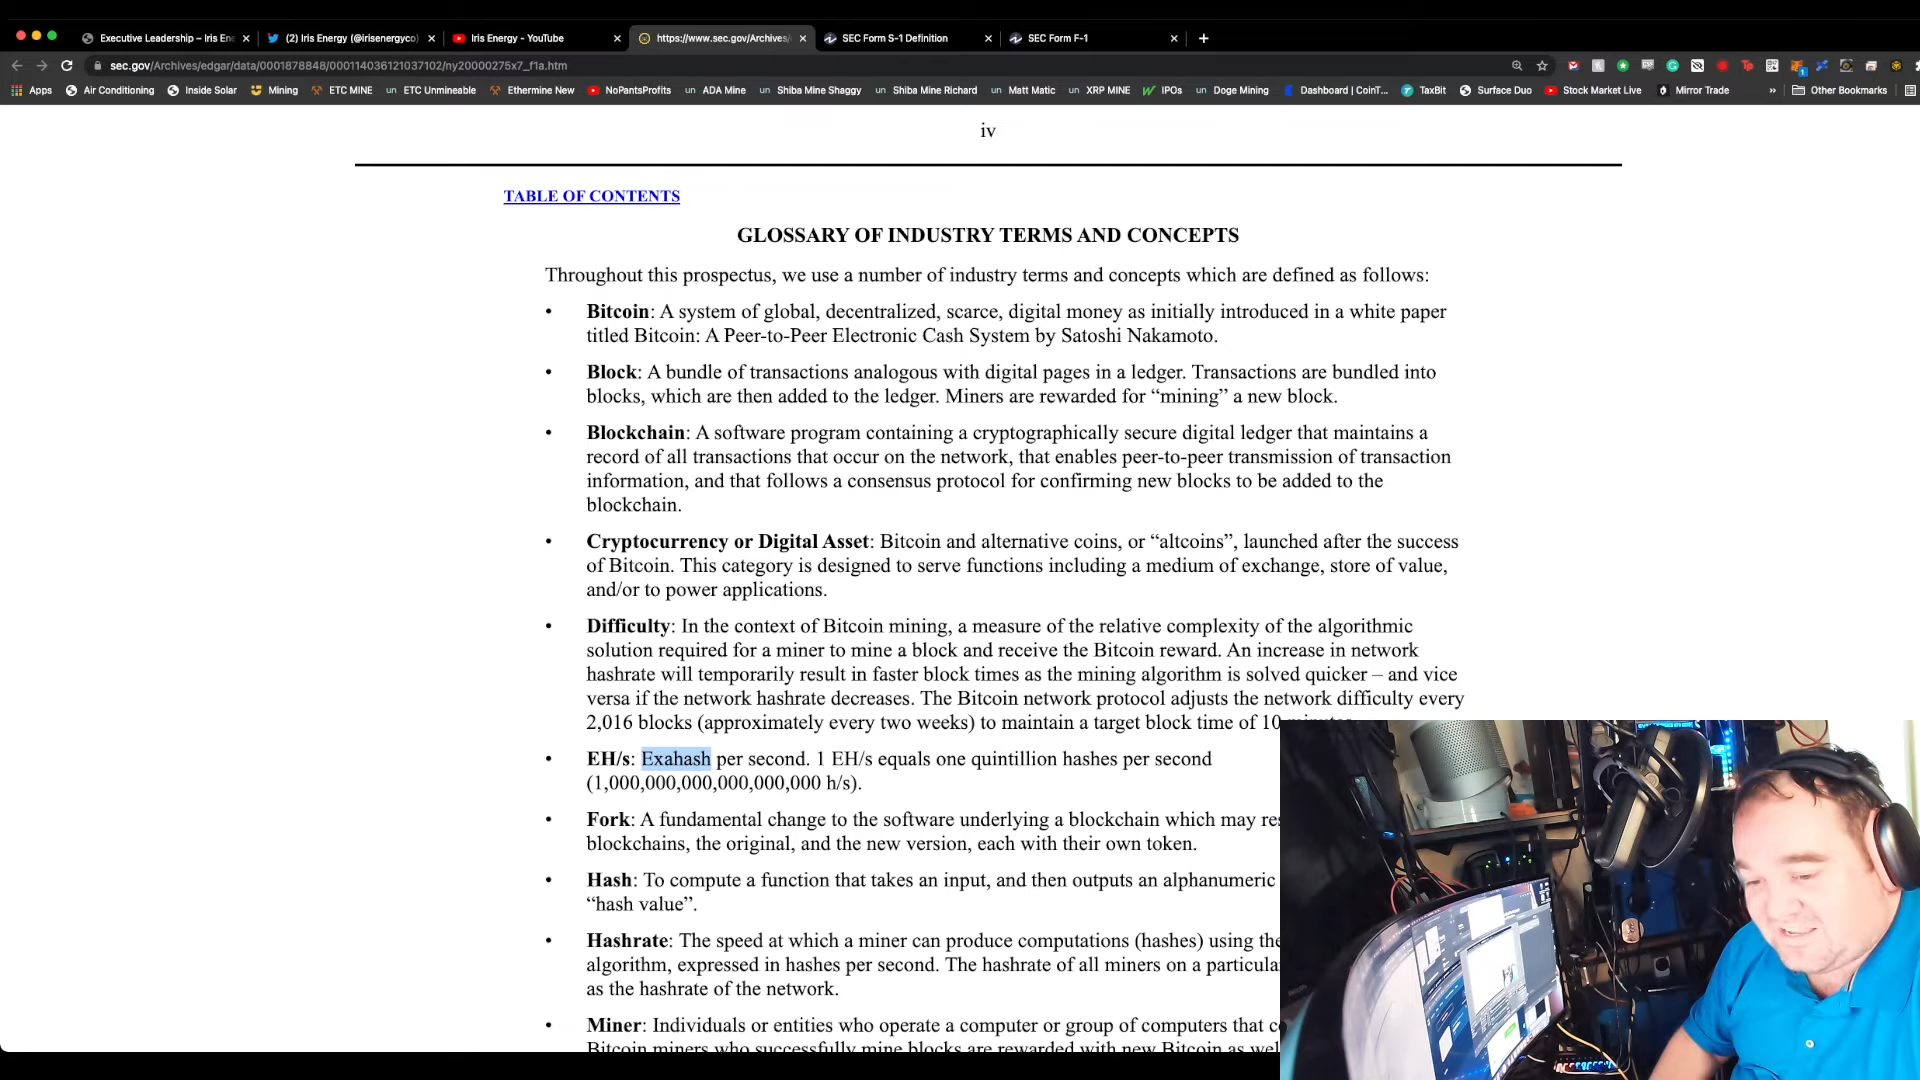 Executive Leadership – Iris En
(2) Iris Energy (@irisenergyco)
Iris Energy - YouTube
https://www.sec.gov/Archives/
SEC Form S-1 Definition
SEC Form F-1
sec.gov/Archives/edgar/data/0001878848/000114036121037102/ny20000275x7_f1a.htm
Apps Air Conditioning Inside Solar Mining ETC MINE ETC Unmineable Ethermine New NoPantsProfits ADA Mine Shiba Mine Shaggy Shiba Mine Richard Matt Matic XRP MINE IPOs Doge Mining Dashboard | CoinT... TaxBit Surface Duo Stock Market Live Mirror Trade » Other Bookmarks
iv
TABLE OF CONTENTS
GLOSSARY OF INDUSTRY TERMS AND CONCEPTS
Throughout this prospectus, we use a number of industry terms and concepts which are defined as follows:
• Bitcoin: A system of global, decentralized, scarce, digital money as initially introduced in a white paper
titled Bitcoin: A Peer-to-Peer Electronic Cash System by Satoshi Nakamoto.
• Block: A bundle of transactions analogous with digital pages in a ledger. Transactions are bundled into
blocks, which are then added to the ledger. Miners are rewarded for “mining” a new block.
• Blockchain: A software program containing a cryptographically secure digital ledger that maintains a
record of all transactions that occur on the network, that enables peer-to-peer transmission of transaction
information, and that follows a consensus protocol for confirming new blocks to be added to the
blockchain.
• Cryptocurrency or Digital Asset: Bitcoin and alternative coins, or “altcoins”, launched after the success
of Bitcoin. This category is designed to serve functions including a medium of exchange, store of value,
and/or to power applications.
• Difficulty: In the context of Bitcoin mining, a measure of the relative complexity of the algorithmic
solution required for a miner to mine a block and receive the Bitcoin reward. An increase in network
hashrate will temporarily result in faster block times as the mining algorithm is solved quicker – and vice
versa if the network hashrate decreases. The Bitcoin network protocol adjusts the network difficulty every
2,016 blocks (approximately every two weeks) to maintain a target block time of 10 minutes.
• EH/s: Exahash per second. 1 EH/s equals one quintillion hashes per second
(1,000,000,000,000,000,000 h/s).
• Fork: A fundamental change to the software underlying a blockchain which may res
blockchains, the original, and the new version, each with their own token.
• Hash: To compute a function that takes an input, and then outputs an alphanumeric
“hash value”.
• Hashrate: The speed at which a miner can produce computations (hashes) using the
algorithm, expressed in hashes per second. The hashrate of all miners on a particula
as the hashrate of the network.
• Miner: Individuals or entities who operate a computer or group of computers that c
Bitcoin miners who successfully mine blocks are rewarded with new Bitcoin as wel